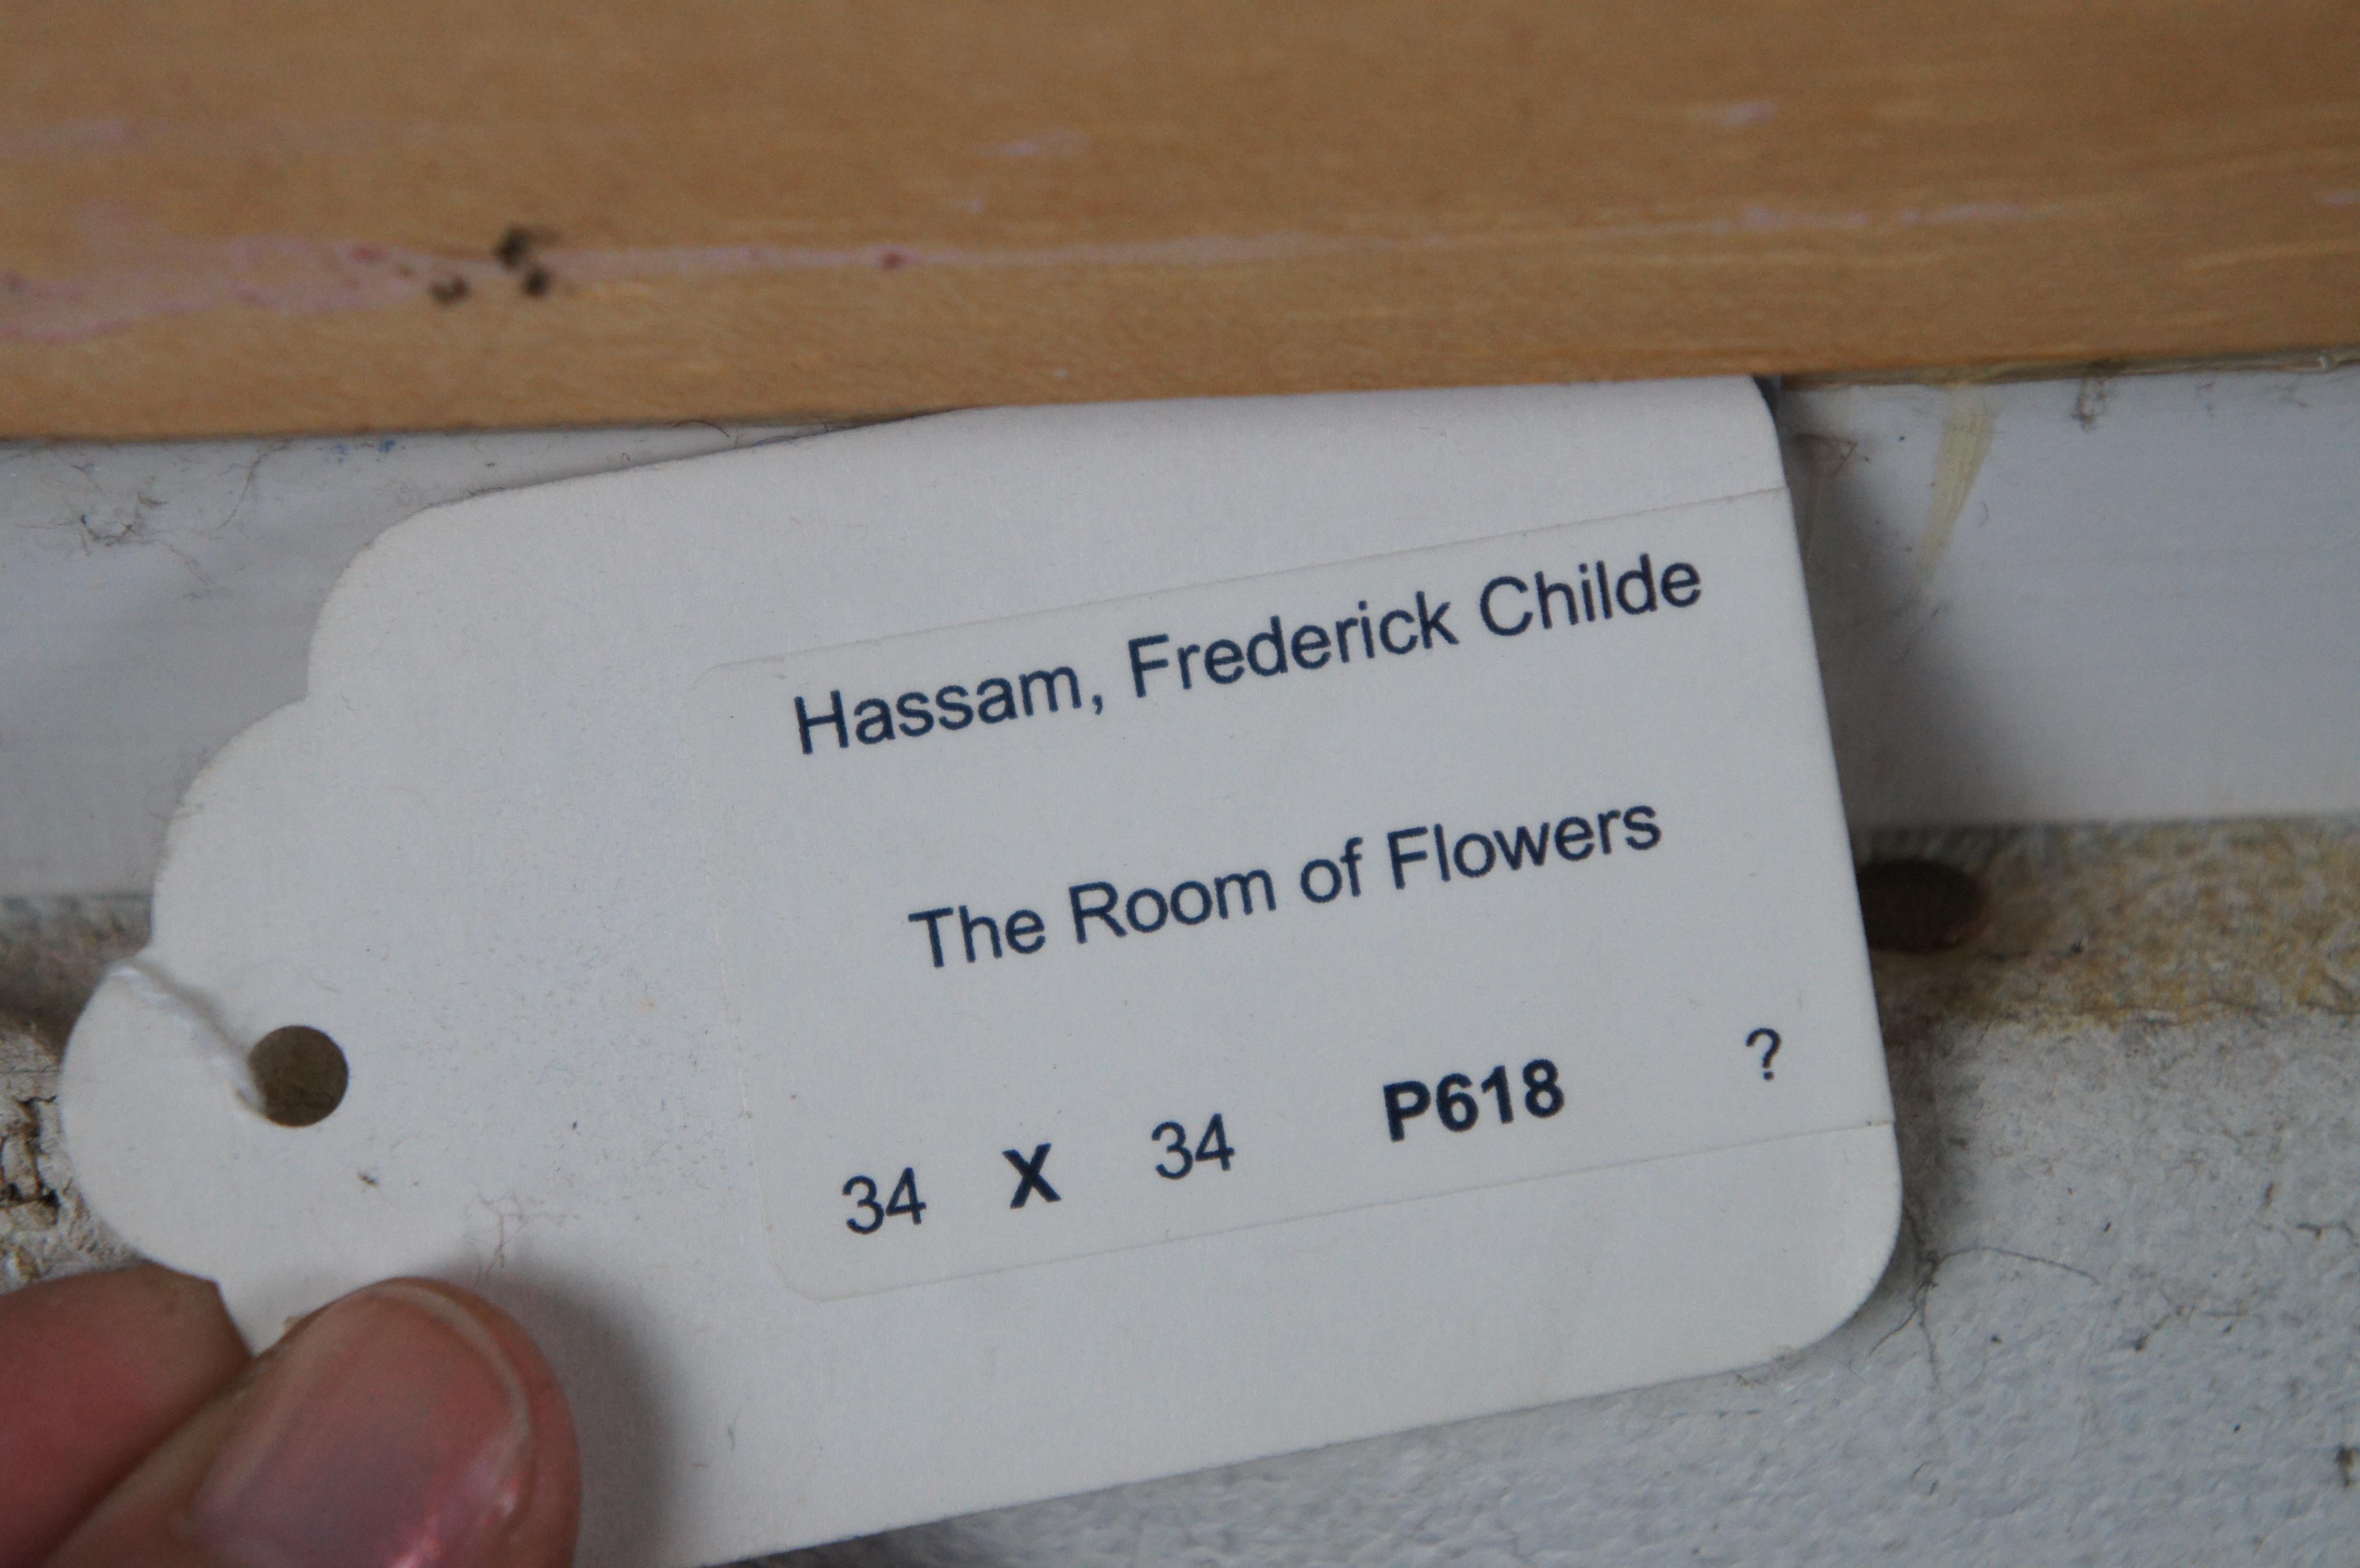 Hassam, Frederick Childe
The Room of Flowers
34 X 34 P618 ?